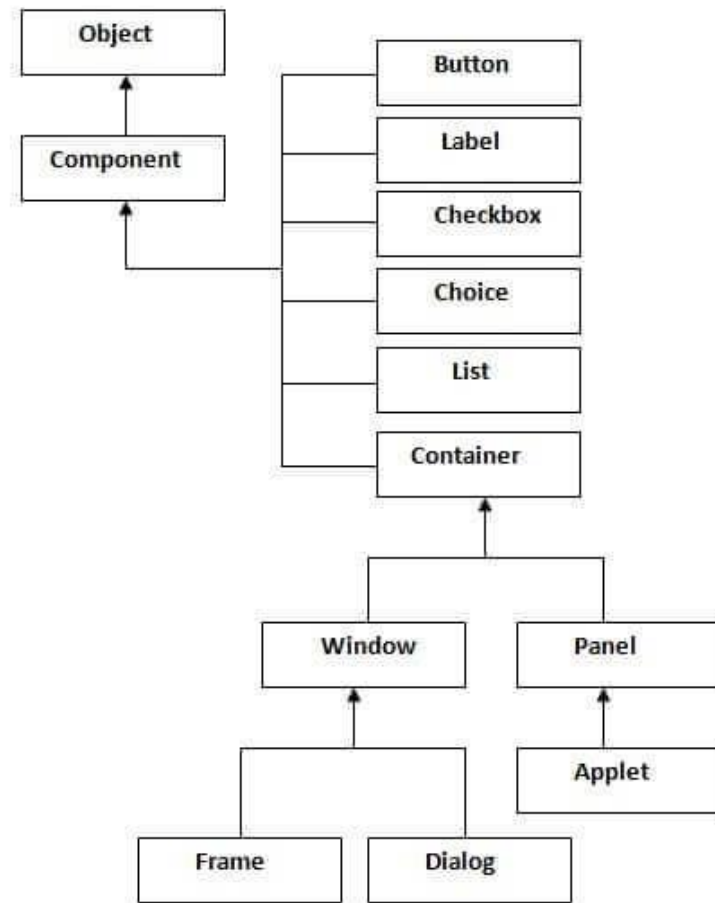 Object
Button
Component
Label
Checkbox
Choice
List
Container
Window
Panel
Applet
Frame
Dialog